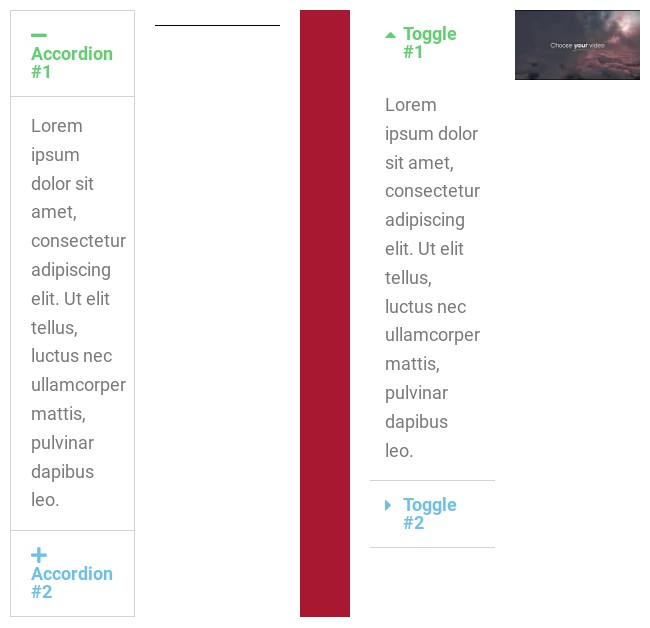 Accordion
#1
Lorem
ipsum
dolor sit
amet,
consectetur
adipiscing
elit. Ut elit
tellus,
luctus nec
ullamcorper
mattis,
pulvinar
dapibus
leo.
Accordion
#2
Toggle
#1
Lorem
ipsum dolor
sit amet,
consectetur
adipiscing
elit. Ut elit
tellus,
luctus nec
ullamcorper
mattis,
pulvinar
dapibus
leo.
Toggle
#2
Choose your video